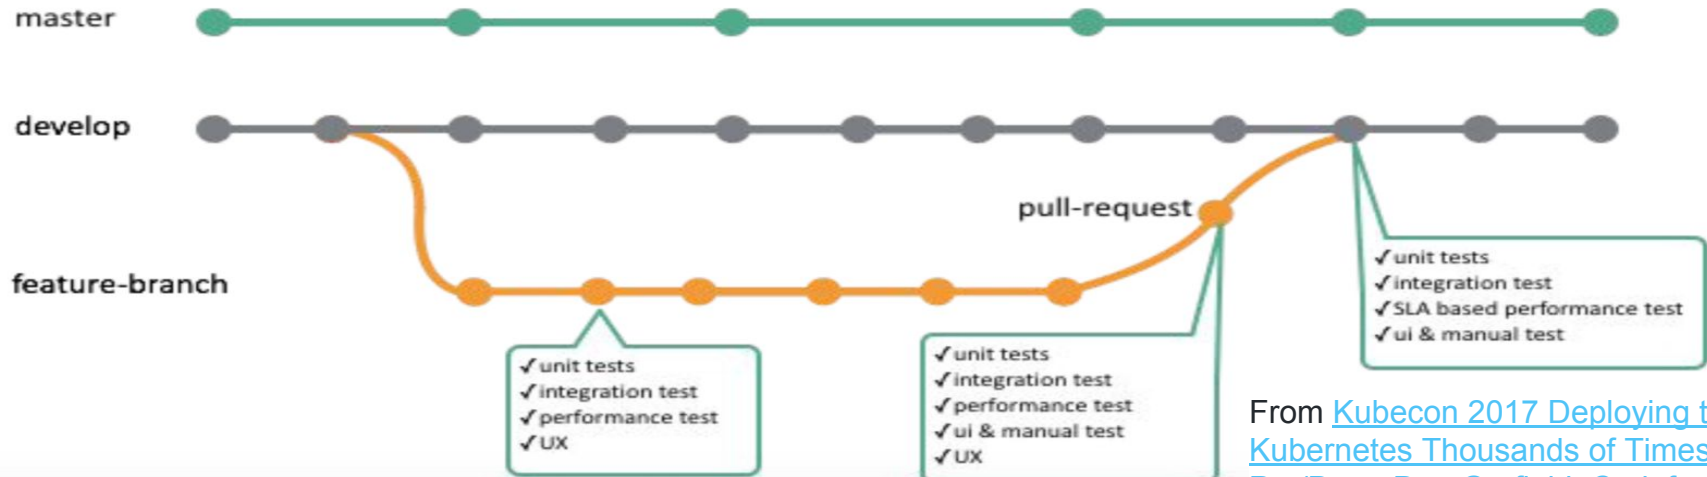 master
develop
pull-request
feature-branch
✓unit tests
✓integration test
✓performance test
✓UX
✓unit tests
✓integration test
✓performance test
✓ui & manual test
✓UX
✓unit tests
✓integration test
✓SLA based performance test
✓ui & manual test
From Kubecon 2017 Deploying t
Kubernetes Thousands of Times